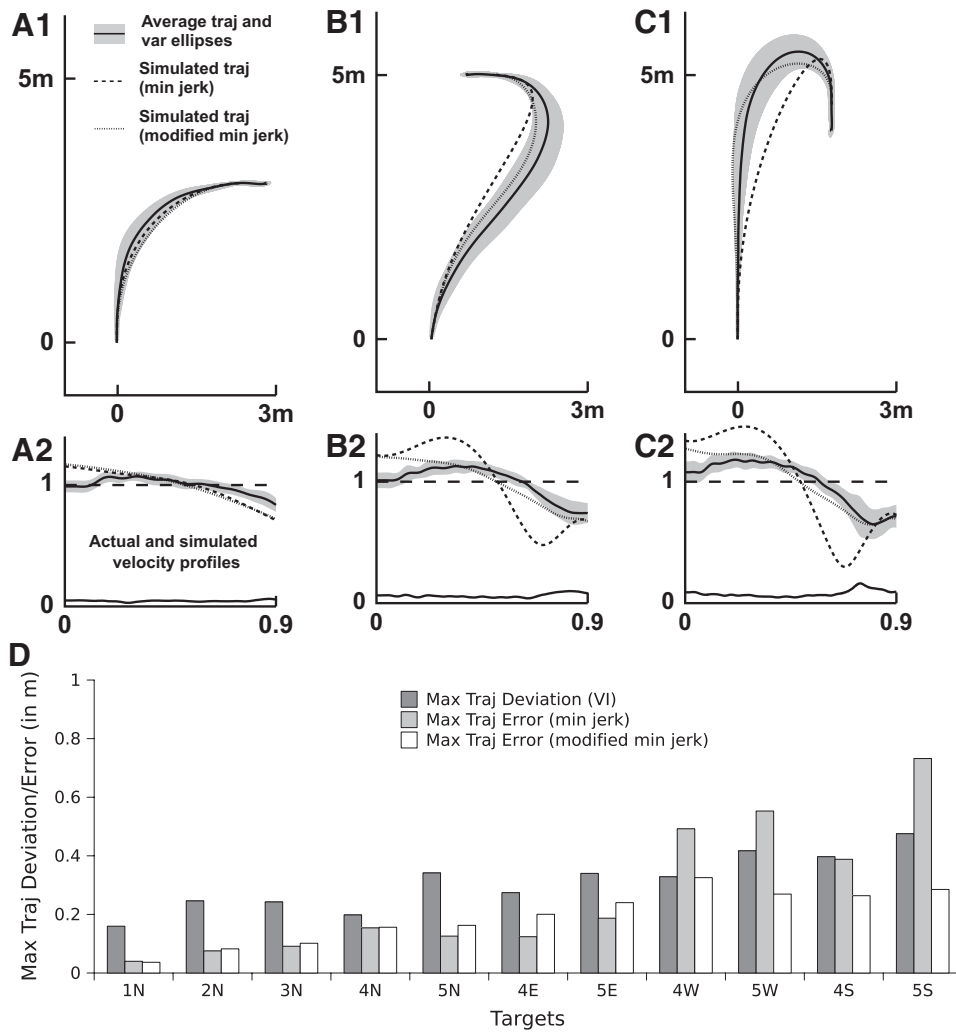 A1
Average traj and
var ellipses
Simulated traj
(min jerk)
Simulated traj
(modified min jerk)
5m
0
0
3m
B1
5m
0
0
3m
C1
5m
0
0
3m
A2
1
Actual and simulated
velocity profiles
0
0
0.9
B2
1
0
0
0.9
C2
1
0
0
0.9
D
Max Traj Deviation/Error (in m)
1
0.8
0.6
0.4
0.2
0
Max Traj Deviation (VI)
Max Traj Error (min jerk)
Max Traj Error (modified min jerk)
1N 2N 3N 4N 5N 4E 5E 4W 5W 4S 5S
Targets